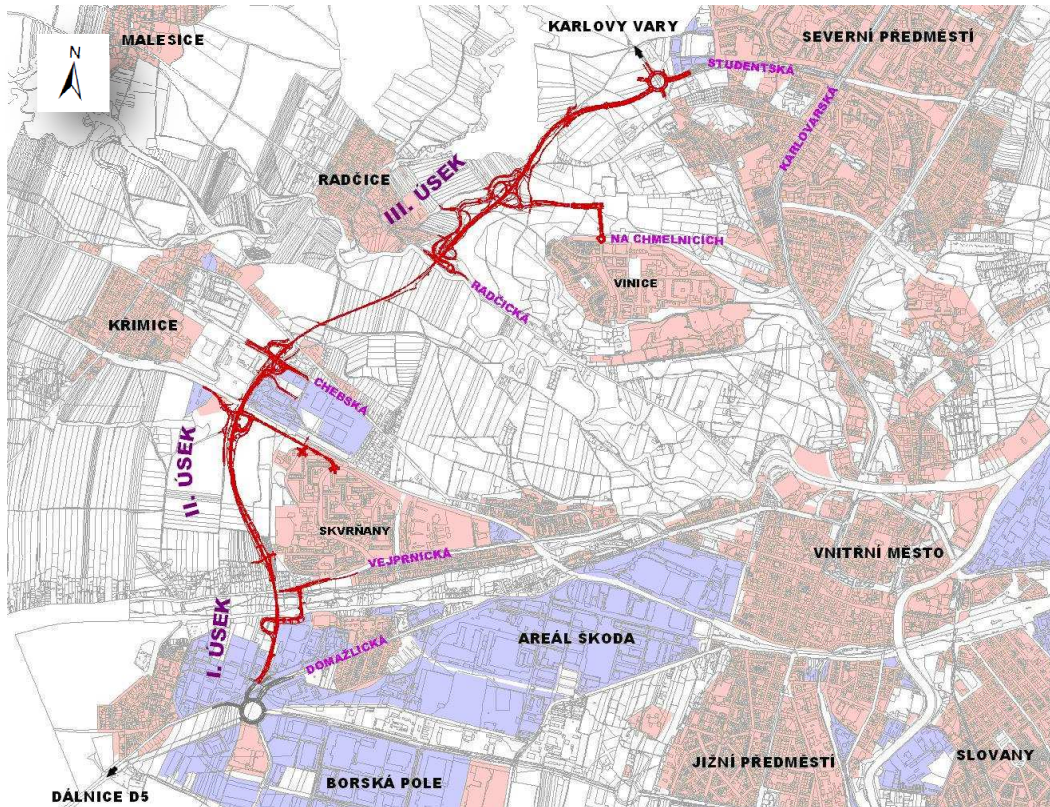 KARLOVY VARY
SEVERNÍ PŘEDMĚSTÍ
MALESICE
N
STUDENTSKÁ
KARLOVARSKÁ
RADČICE
III. ÚSEK
NA CHMELNICÍCH
VINICE
RADČICKÁ
KŘIMICE
CHEBSKÁ
II. ÚSEK
SKVRŇANY
VEJPRNICKÁ
VNITŘNÍ MĚSTO
I. ÚSEK
AREÁL ŠKODA
DOMAŽLICKÁ
JIŽNÍ PŘEDMĚSTÍ
SLOVANY
BORSKÁ POLE
DÁLNICE D5